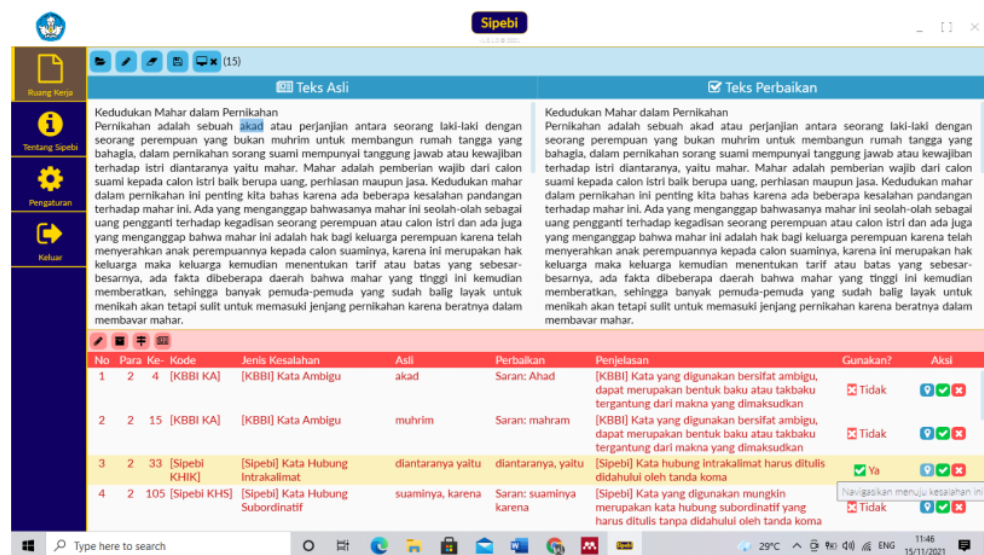 Sipebi
(15)
Ruang Kerja
Tentang Sipebi
Pengaturan
Keluar
Teks Asli
Kedudukan Mahar dalam Pernikahan
Pernikahan adalah sebuah akad atau perjanjian antara seorang laki-laki dengan
seorang perempuan yang bukan muhrim untuk membangun rumah tangga yang
bahagia, dalam pernikahan sorang suami mempunyai tanggung jawab atau kewajiban
terhadap istri diantaranya yaitu mahar. Mahar adalah pemberian wajib dari calon
suami kepada calon istri baik berupa uang, perhiasan maupun jasa. Kedudukan mahar
dalam pernikahan ini penting kita bahas karena ada beberapa kesalahan pandangan
terhadap mahar ini. Ada yang menganggap bahwasanya mahar ini seolah-olah sebagai
uang pengganti terhadap kegadisan seorang perempuan atau calon istri dan ada juga
yang menganggap bahwa mahar ini adalah hak bagi keluarga perempuan karena telah
menyerahkan anak perempuannya kepada calon suaminya, karena ini merupakan hak
keluarga maka keluarga kemudian menentukan tarif atau batas yang sebesar-
besarnya, ada fakta dibeberapa daerah bahwa mahar yang tinggi ini kemudian
memberatkan, sehingga banyak pemuda-pemuda yang sudah balig layak untuk
menikah akan tetapi sulit untuk memasuki jenjang pernikahan karena beratnya dalam
membayar mahar.
Teks Perbaikan
Kedudukan Mahar dalam Pernikahan
Pernikahan adalah sebuah akad atau perjanjian antara seorang laki-laki dengan
seorang perempuan yang bukan muhrim untuk membangun rumah tangga yang
bahagia, dalam pernikahan sorang suami mempunyai tanggung jawab atau kewajiban
terhadap istri diantaranya, yaitu mahar. Mahar adalah pemberian wajib dari calon
suami kepada calon istri baik berupa uang, perhiasan maupun jasa. Kedudukan mahar
dalam pernikahan ini penting kita bahas karena ada beberapa kesalahan pandangan
terhadap mahar ini. Ada yang menganggap bahwasanya mahar ini seolah-olah sebagai
uang pengganti terhadap kegadisan seorang perempuan atau calon istri dan ada juga
yang menganggap bahwa mahar ini adalah hak bagi keluarga perempuan karena telah
menyerahkan anak perempuannya kepada calon suaminya, karena ini merupakan hak
keluarga maka keluarga kemudian menentukan tarif atau batas yang sebesar-
besarnya, ada fakta dibeberapa daerah bahwa mahar yang tinggi ini kemudian
memberatkan, sehingga banyak pemuda-pemuda yang sudah balig layak untuk
menikah akan tetapi sulit untuk memasuki jenjang pernikahan karena beratnya dalam
membayar mahar.
No Para Ke- Kode Jenis Kesalahan Asli Perbaikan Penjelasan Gunakan? Aksi
1 2 4 [KBBI KA] [KBBI] Kata Ambigu akad Saran: Ahad [KBBI] Kata yang digunakan bersifat ambigu,
dapat merupakan bentuk baku atau takbaku
tergantung dari makna yang dimaksudkan
Tidak
2 2 15 [KBBI KA] [KBBI] Kata Ambigu muhrim Saran: mahram [KBBI] Kata yang digunakan bersifat ambigu,
dapat merupakan bentuk baku atau takbaku
tergantung dari makna yang dimaksudkan
Tidak
3 2 33 [Sipebi KHIK] [Sipebi] Kata Hubung Intrakalimat diantaranya yaitu diantaranya, yaitu [Sipebi] Kata hubung intrakalimat harus ditulis
didahului oleh tanda koma
Ya
Navigasikan menuju kesalahan ini
4 2 105 [Sipebi KHS] [Sipebi] Kata Hubung Subordinatif suaminya, karena Saran: suaminya karena [Sipebi] Kata yang digunakan mungkin
merupakan kata hubung subordinatif yang
harus ditulis tanpa didahului oleh tanda koma
Type here to search
29°C
ENG
11:46
15/11/2021